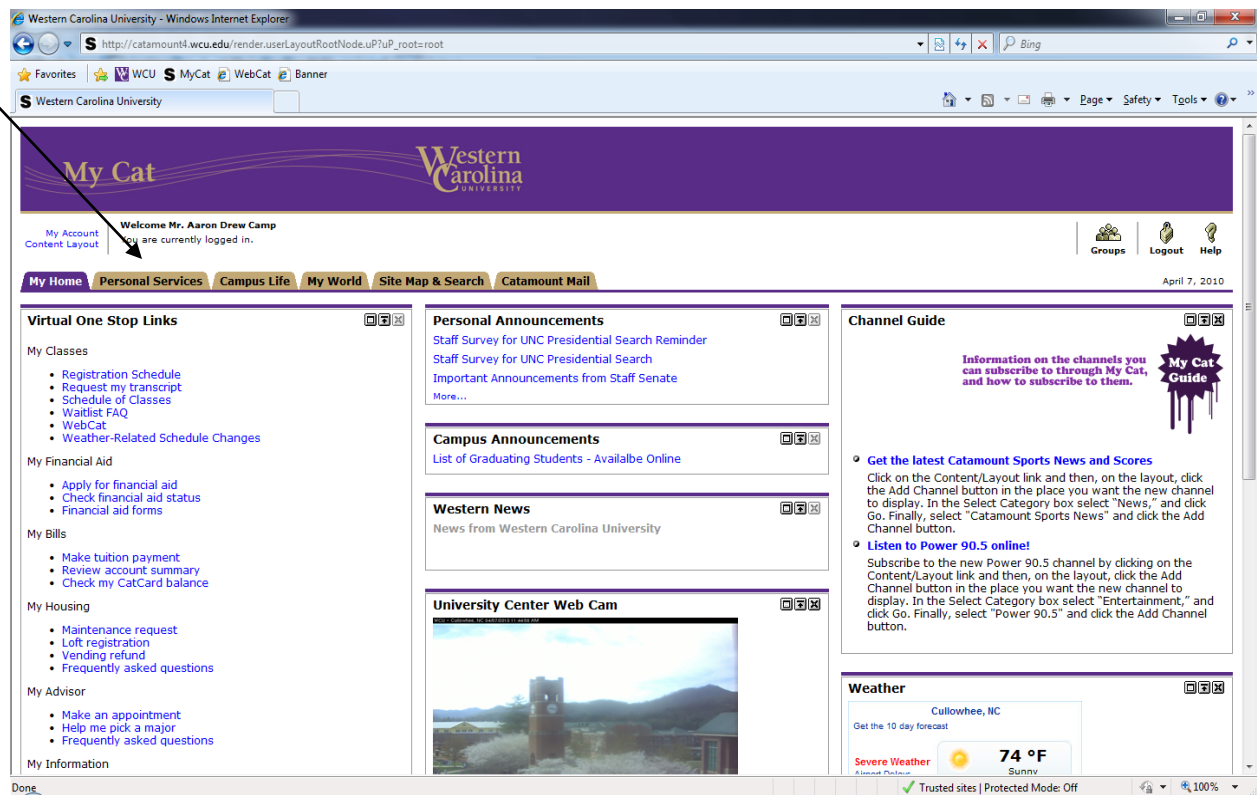 Western Carolina University - Windows Internet Explorer
http://catamount4.wcu.edu/render.userLayoutRootNode.uP?uP_root=root
Bing
Favorites WCU MyCat WebCat Banner
Western Carolina University
Page Safety Tools
My Cat
Western
Carolina
UNIVERSITY
My Account
Content Layout
Welcome Mr. Aaron Drew Camp
You are currently logged in.
Groups Logout Help
My Home Personal Services Campus Life My World Site Map & Search Catamount Mail
April 7, 2010
Virtual One Stop Links
My Classes
Registration Schedule
Request my transcript
Schedule of Classes
Waitlist FAQ
WebCat
Weather-Related Schedule Changes
My Financial Aid
Apply for financial aid
Check financial aid status
Financial aid forms
My Bills
Make tuition payment
Review account summary
Check my CatCard balance
My Housing
Maintenance request
Loft registration
Vending refund
Frequently asked questions
My Advisor
Make an appointment
Help me pick a major
Frequently asked questions
My Information
Personal Announcements
Staff Survey for UNC Presidential Search Reminder
Staff Survey for UNC Presidential Search
Important Announcements from Staff Senate
More...
Campus Announcements
List of Graduating Students - Availalbe Online
Western News
News from Western Carolina University
University Center Web Cam
Channel Guide
Information on the channels you
can subscribe to through My Cat,
and how to subscribe to them.
My Cat
Guide
Get the latest Catamount Sports News and Scores
Click on the Content/Layout link and then, on the layout, click
the Add Channel button in the place you want the new channel
to display. In the Select Category box select "News," and click
Go. Finally, select "Catamount Sports News" and click the Add
Channel button.
Listen to Power 90.5 online!
Subscribe to the new Power 90.5 channel by clicking on the
Content/Layout link and then, on the layout, click the Add
Channel button in the place you want the new channel to
display. In the Select Category box select "Entertainment," and
click Go. Finally, select "Power 90.5" and click the Add Channel
button.
Weather
Cullowhee, NC
Get the 10 day forecast
Severe Weather
Airport Delays
74 °F
Sunny
Done
Trusted sites | Protected Mode: Off
100%